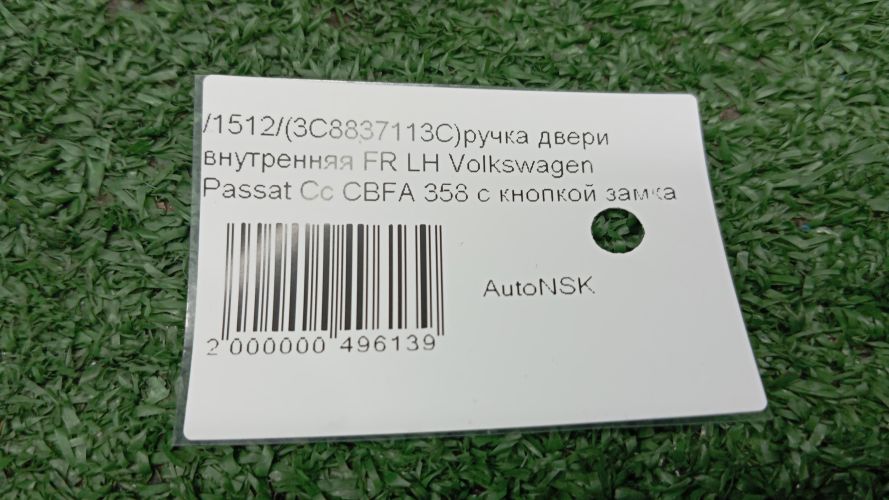 /1512/(3C8837113C)ручка двери
внутренняя FR LH Volkswagen
Passat Cc CBFA 358 с кнопкой замка
AutoNSK
2 000000 496139